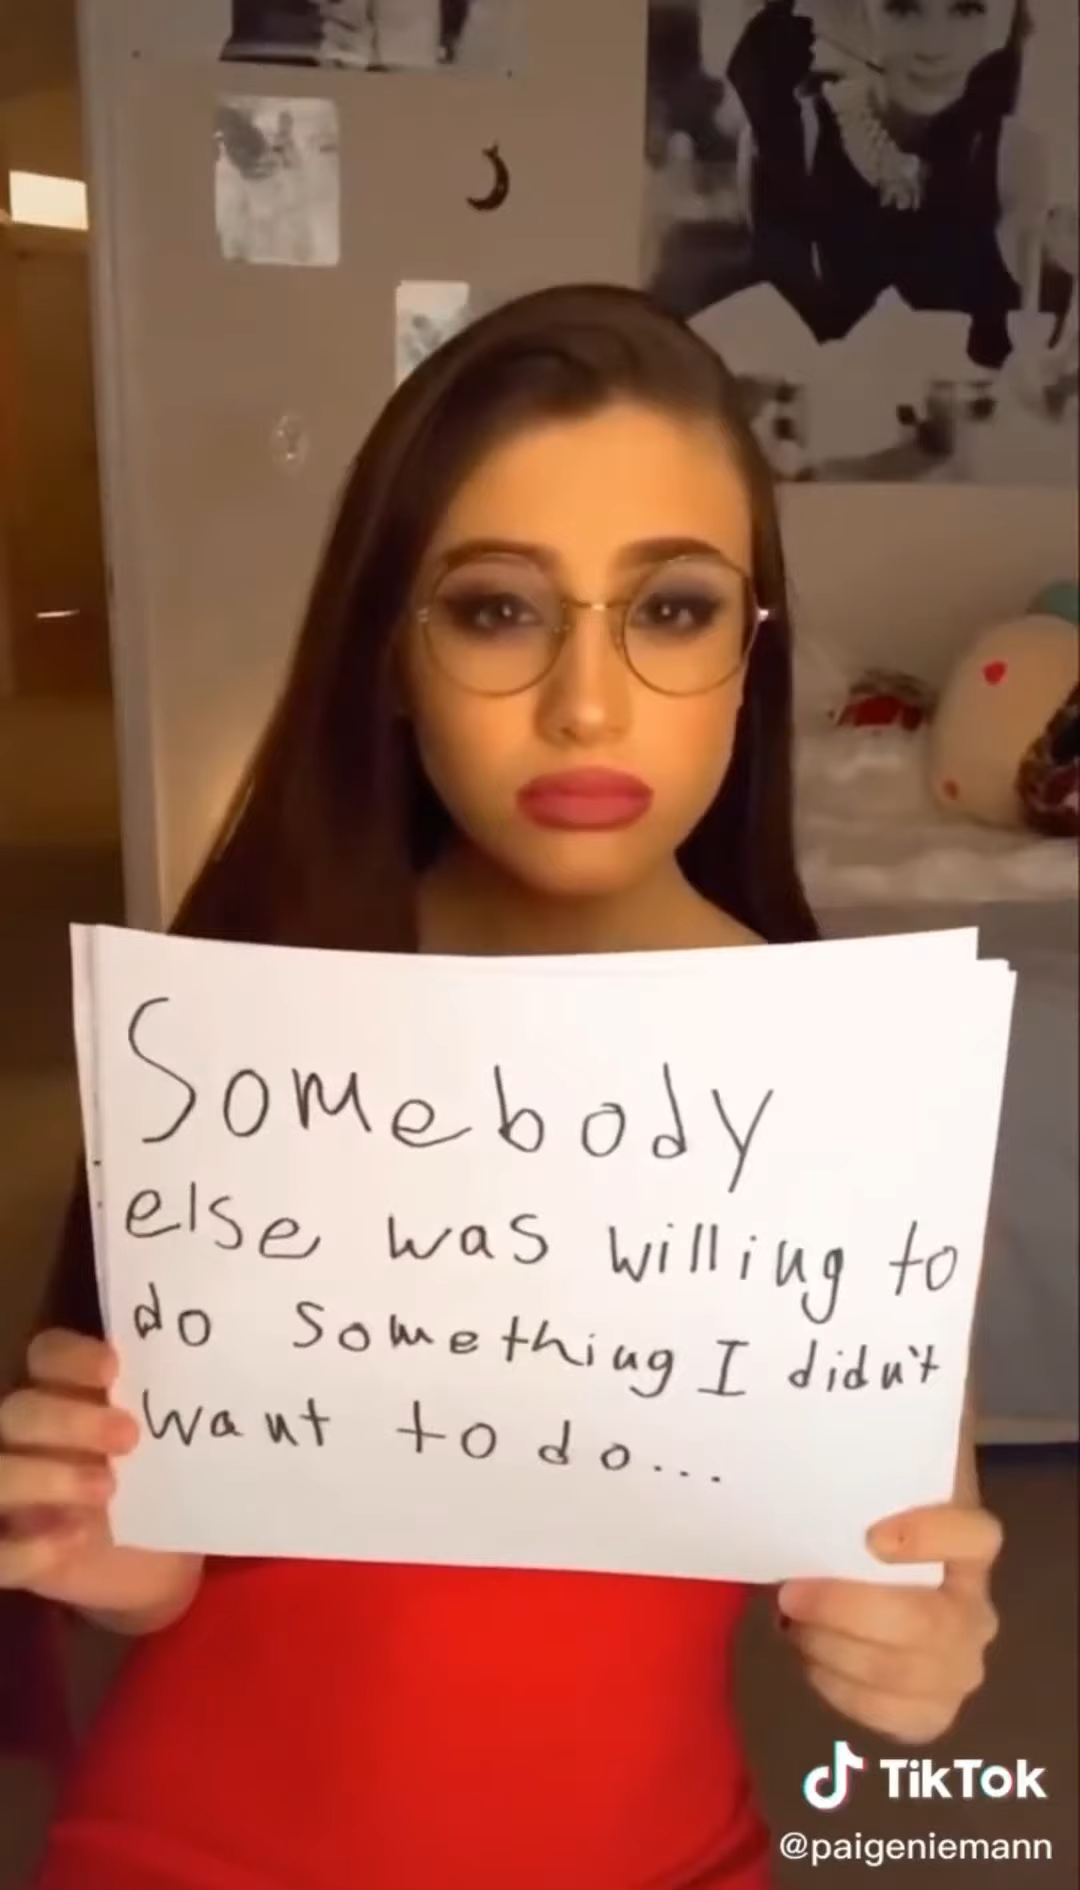 Somebody
else was willing to
do something I didn't
want to do...
TikTok
@paigeniemann